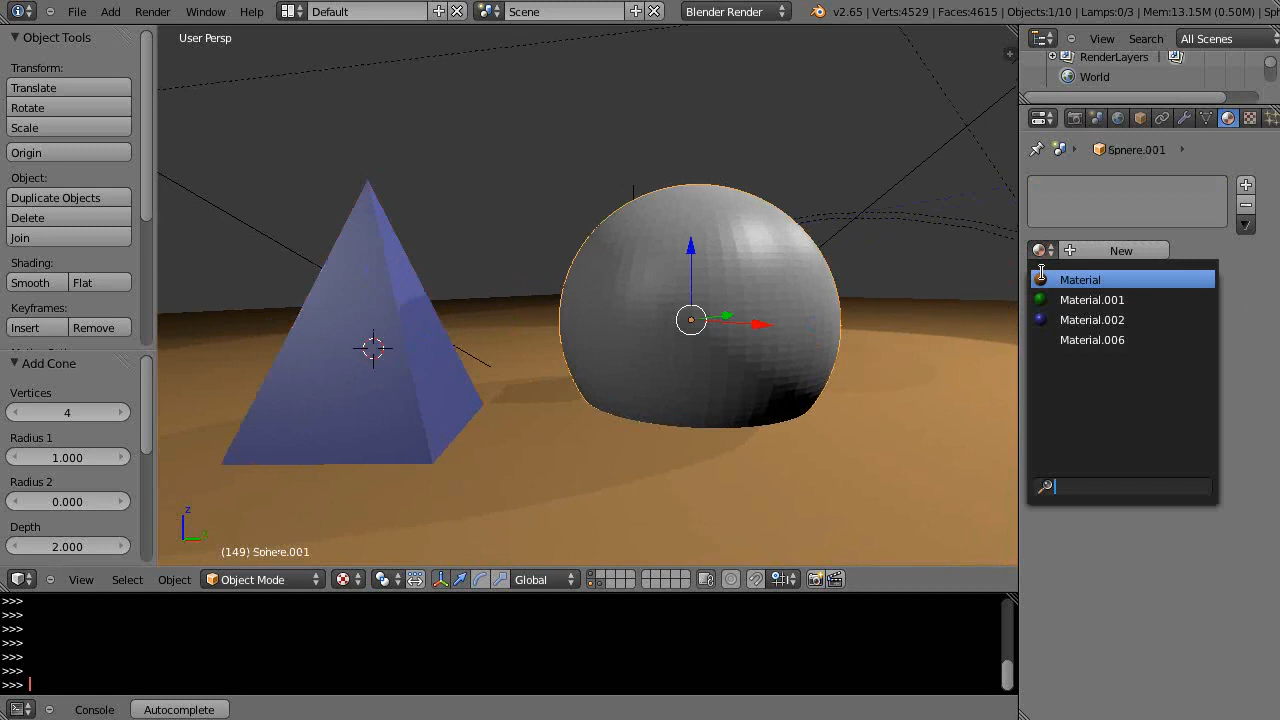 File Add Render Window Help Default Scene Blender Render v2.65 | Verts:4529 | Faces:4615 | Objects:1/10 | Lamps:0/3 | Mem:13.15M (0.50M) |
Object Tools
Transform:
Translate
Rotate
Scale
Origin
Object:
Duplicate Objects
Delete
Join
Shading:
Smooth Flat
Keyframes:
Insert Remove
Add Cone
Vertices
4
Radius 1
1.000
Radius 2
0.000
Depth
2.000
User Persp
z
(149) Sphere.001
View Select Object Object Mode Global
>>>
>>>
>>>
>>>
>>>
>>>
>>>
Console Autocomplete
View Search All Scenes
RenderLayers |
World
Sphere.001
New
Material
Material.001
Material.002
Material.006